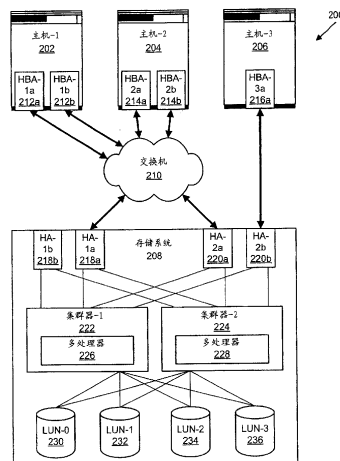 200
主机-1
202
主机-2
204
主机-3
206
HBA-
1a
212a
HBA-
1b
212b
HBA-
2a
214a
HBA-
2b
214b
HBA-
3a
216a
交换机
210
HA-
1b
218b
HA-
1a
218a
存储系统
208
HA-
2a
220a
HA-
2b
220b
集群器-1
222
多处理器
226
集群器-2
224
多处理器
228
LUN-0
230
LUN-1
232
LUN-2
234
LUN-3
236